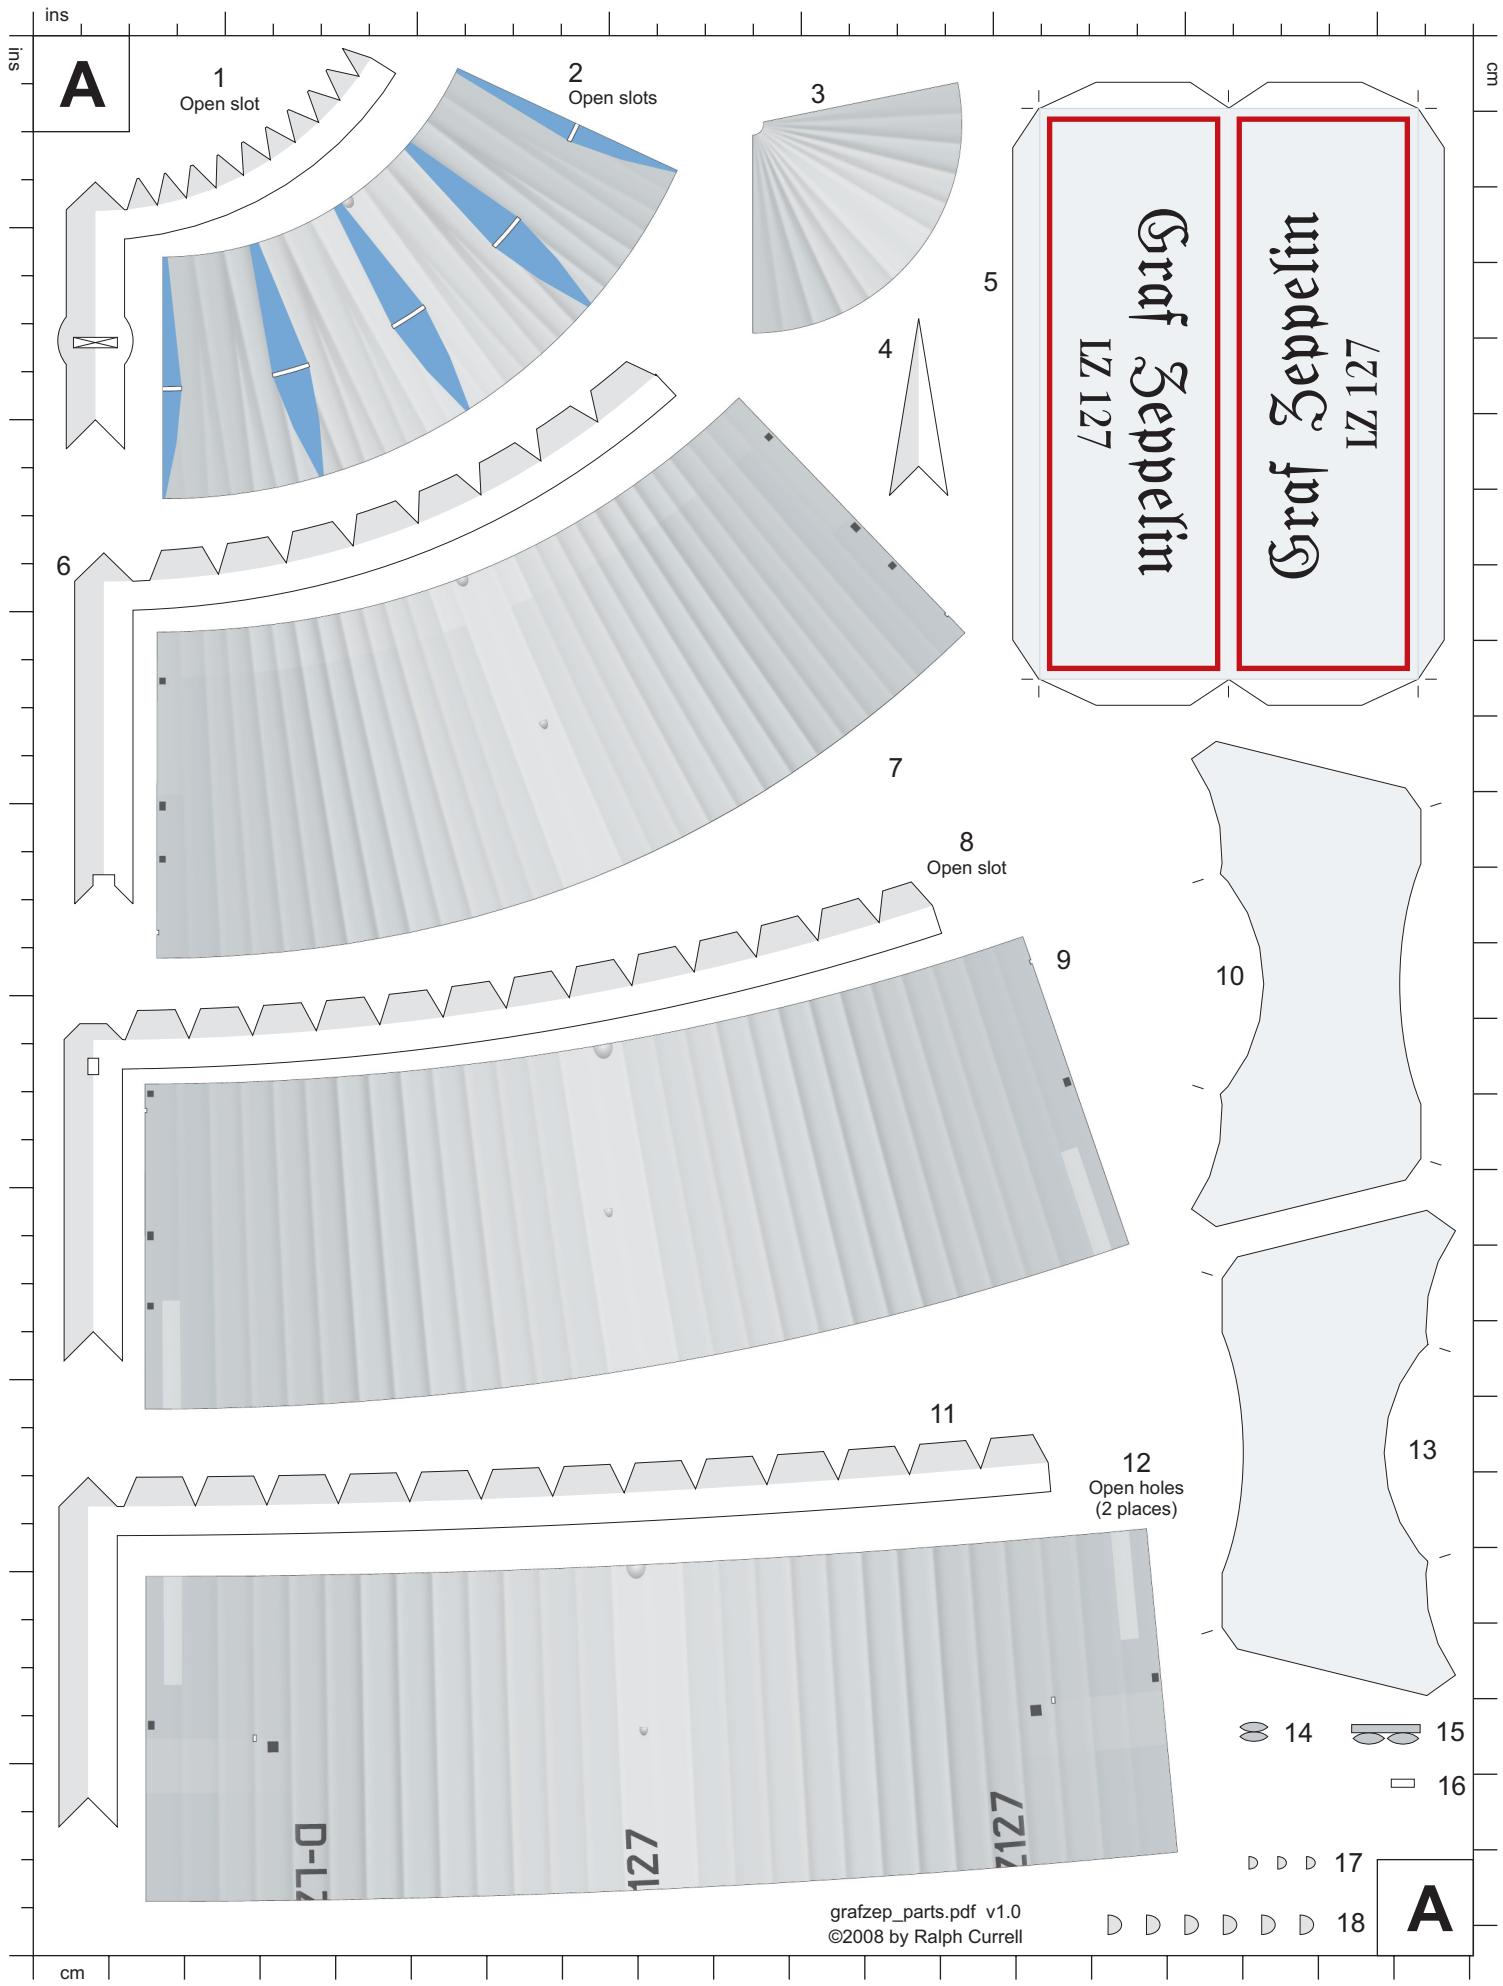 ins
ins
cm
A
1
Open slot
2
Open slots
3
4
5
Graf Zeppelin
LZ 127
Graf Zeppelin
LZ 127
6
7
8
Open slot
9
10
11
12
Open holes
(2 places)
13
14
15
16
17
18
D-LZ
127
Z127
grafzep_parts.pdf v1.0
©2008 by Ralph Currell
A
cm